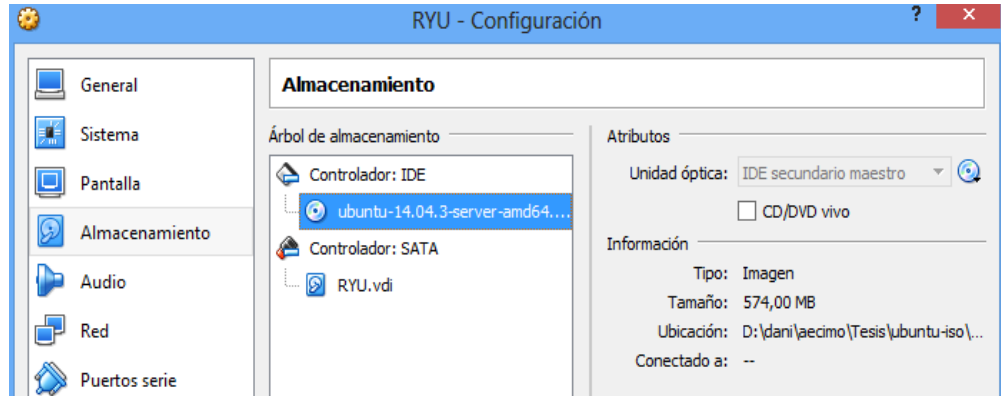 RYU - Configuración
?
×
General
Sistema
Pantalla
Almacenamiento
Audio
Red
Puertos serie
Almacenamiento
Árbol de almacenamiento
Controlador: IDE
ubuntu-14.04.3-server-amd64....
Controlador: SATA
RYU.vdi
Atributos
Unidad óptica: IDE secundario maestro
CD/DVD vivo
Información
Tipo: Imagen
Tamaño: 574,00 MB
Ubicación: D:\dani\aecimo\Tesis\ubuntu-iso\...
Conectado a: --